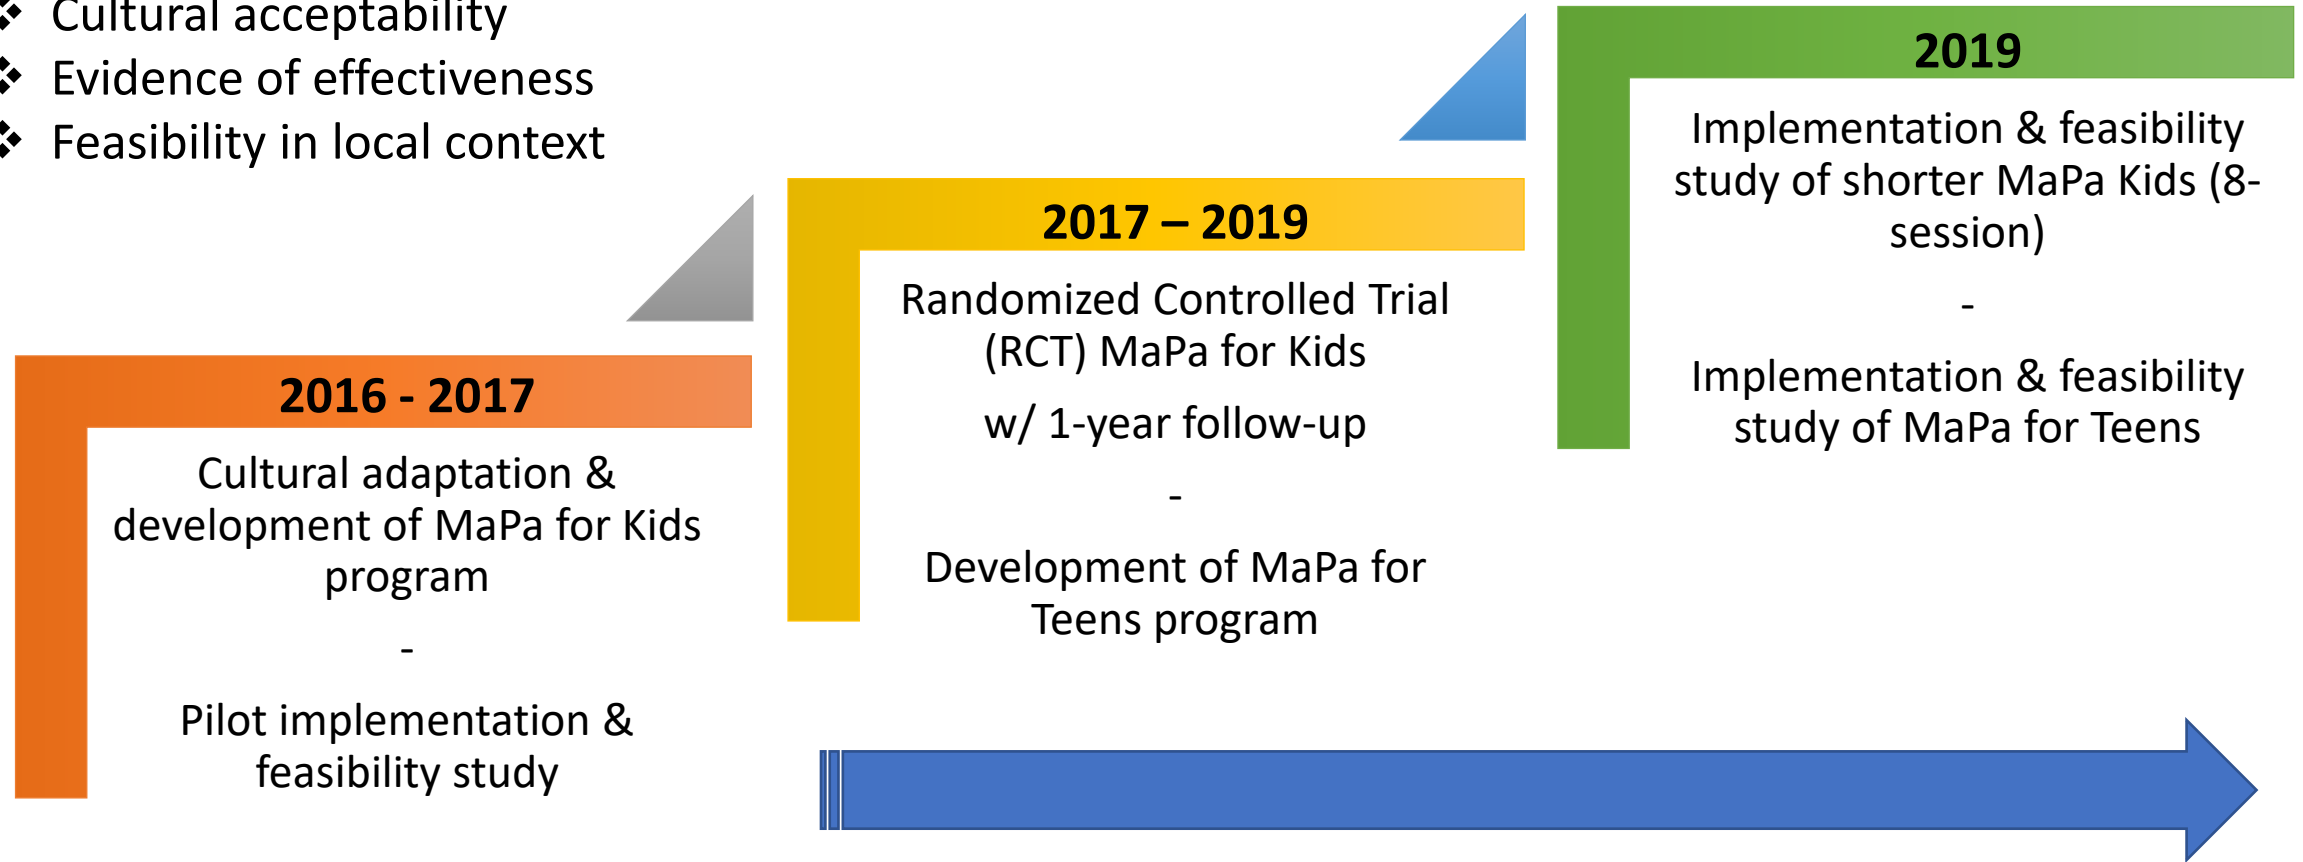 ❖ Cultural acceptability
❖ Evidence of effectiveness
❖ Feasibility in local context
2016 - 2017
Cultural adaptation &
development of MaPa for Kids
program
-
Pilot implementation &
feasibility study
2017 – 2019
Randomized Controlled Trial
(RCT) MaPa for Kids
w/ 1-year follow-up
-
Development of MaPa for
Teens program
2019
Implementation & feasibility
study of shorter MaPa Kids (8-
session)
-
Implementation & feasibility
study of MaPa for Teens